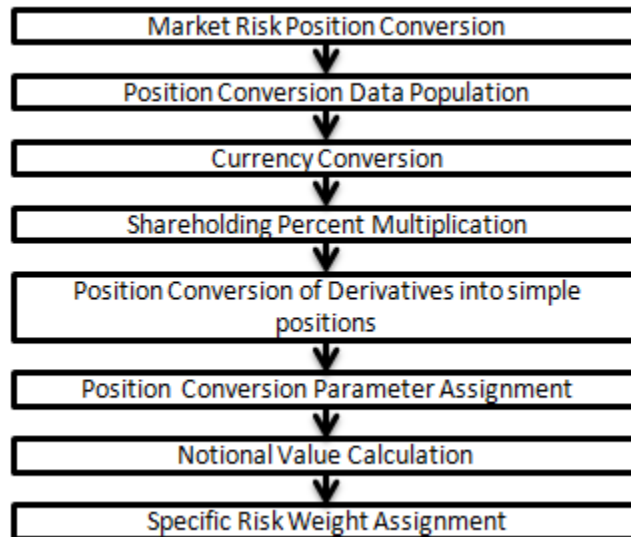 Market Risk Position Conversion
Position Conversion Data Population
Currency Conversion
Shareholding Percent Multiplication
Position Conversion of Derivatives into simple
positions
Position Conversion Parameter Assignment
Notional Value Calculation
Specific Risk Weight Assignment